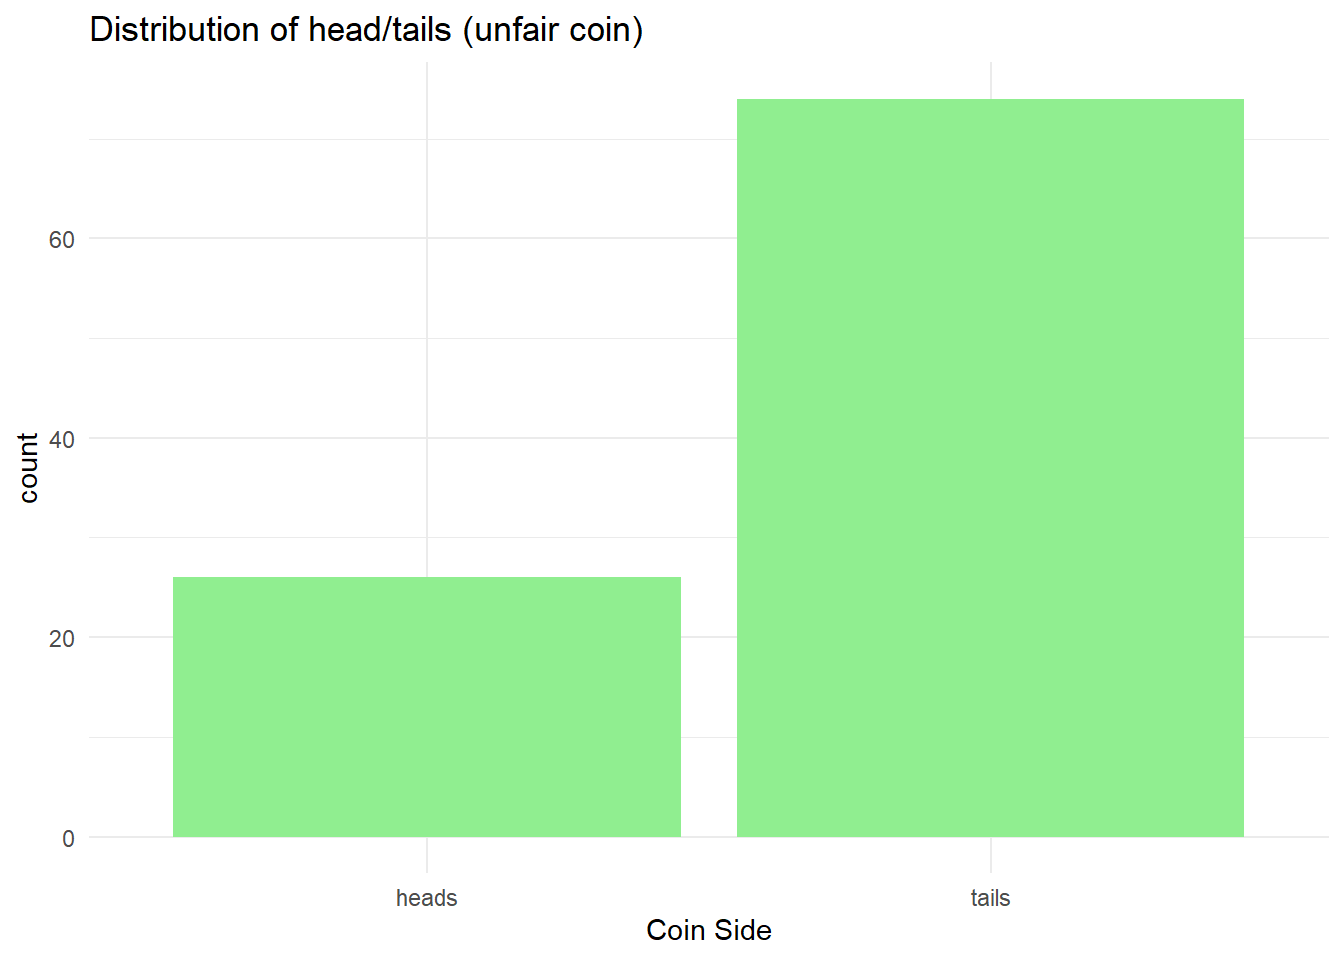 Distribution of head/tails (unfair coin)
count
60
40
20
0
heads
tails
Coin Side